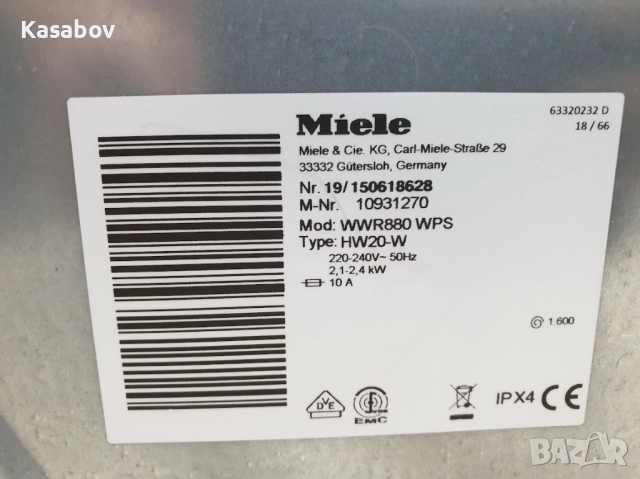 Kasabov
63320232 D
18 / 66
Miele
Miele & Cie. KG, Carl-Miele-Straße 29
33332 Gütersloh, Germany
Nr. 19/150618628
M-Nr. 10931270
Mod: WWR880 WPS
Type: HW20-W
220-240V~ 50Hz
2,1-2,4 kW
10 A
1.600
DVE
EMC
IPX4 CE
BAZAR